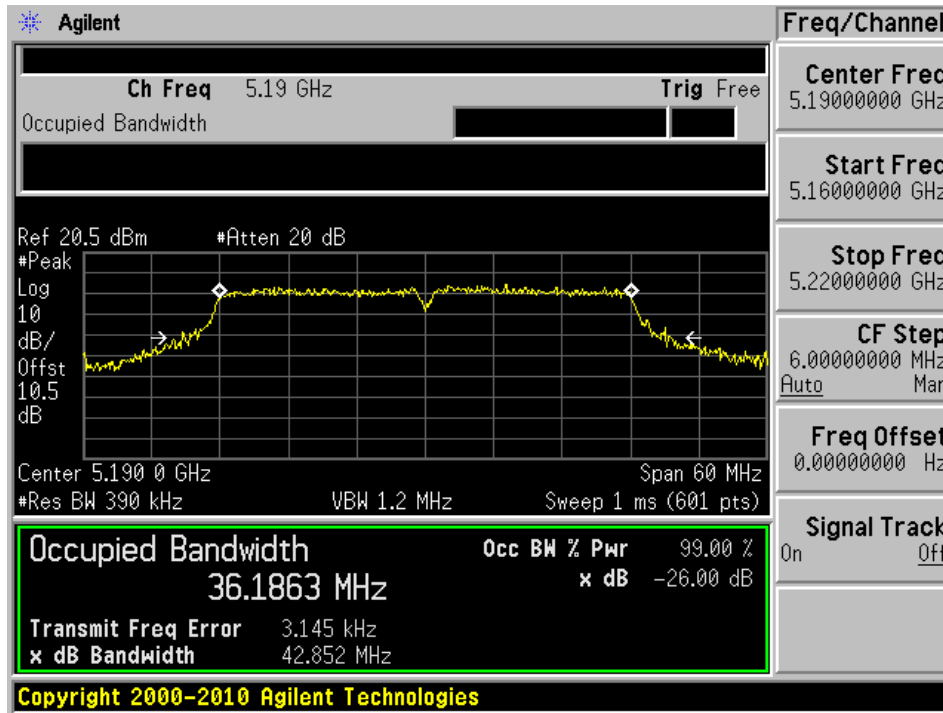 Agilent
Freq/Channel
Ch Freq 5.19 GHz Trig Free
Occupied Bandwidth
Center Freq
5.19000000 GHz
Start Freq
5.16000000 GHz
Stop Freq
5.22000000 GHz
CF Step
6.00000000 MHz
Auto Man
Freq Offset
0.00000000 Hz
Signal Track
On Off
Ref 20.5 dBm #Atten 20 dB
#Peak
Log
10
dB/
Offst
10.5
dB
Center 5.190 0 GHz Span 60 MHz
#Res BW 390 kHz VBW 1.2 MHz Sweep 1 ms (601 pts)
Occupied Bandwidth
36.1863 MHz
Occ BW % Pwr 99.00 %
x dB -26.00 dB
Transmit Freq Error 3.145 kHz
x dB Bandwidth 42.852 MHz
Copyright 2000-2010 Agilent Technologies